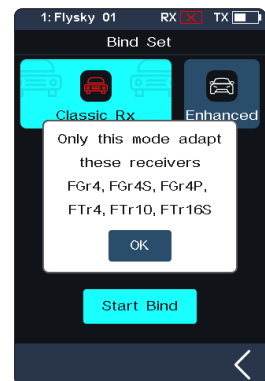 1: Flysky 01 RX TX
Bind Set
Classic Rx Enhanced
Only this mode adapt
these receivers
FGr4, FGr4S, FGr4P,
FTr4, FTr10, FTr16S
OK
Start Bind